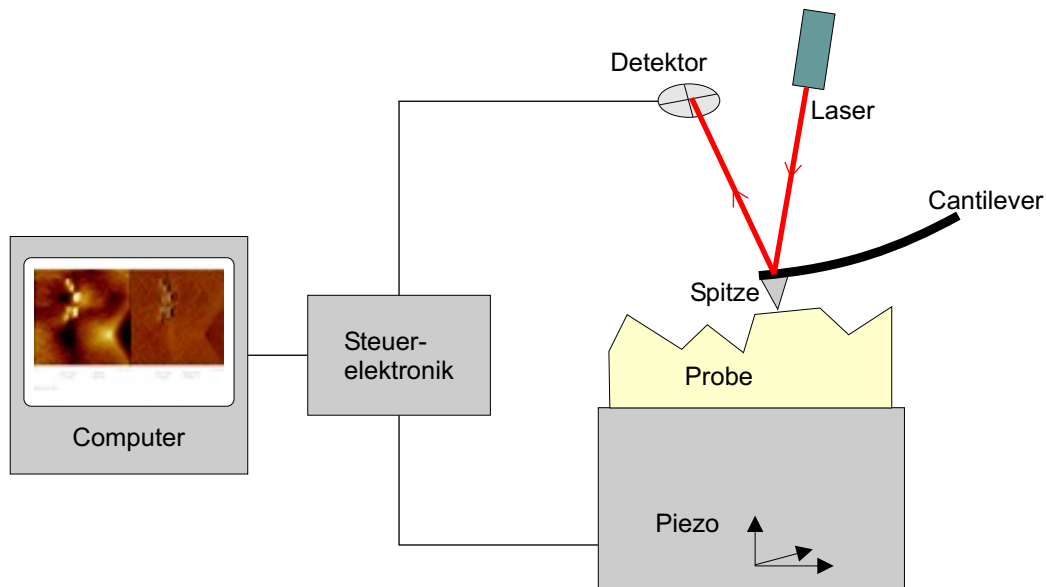 Detektor
Laser
Cantilever
Spitze
Steuer-
elektronik
Probe
Computer
Piezo